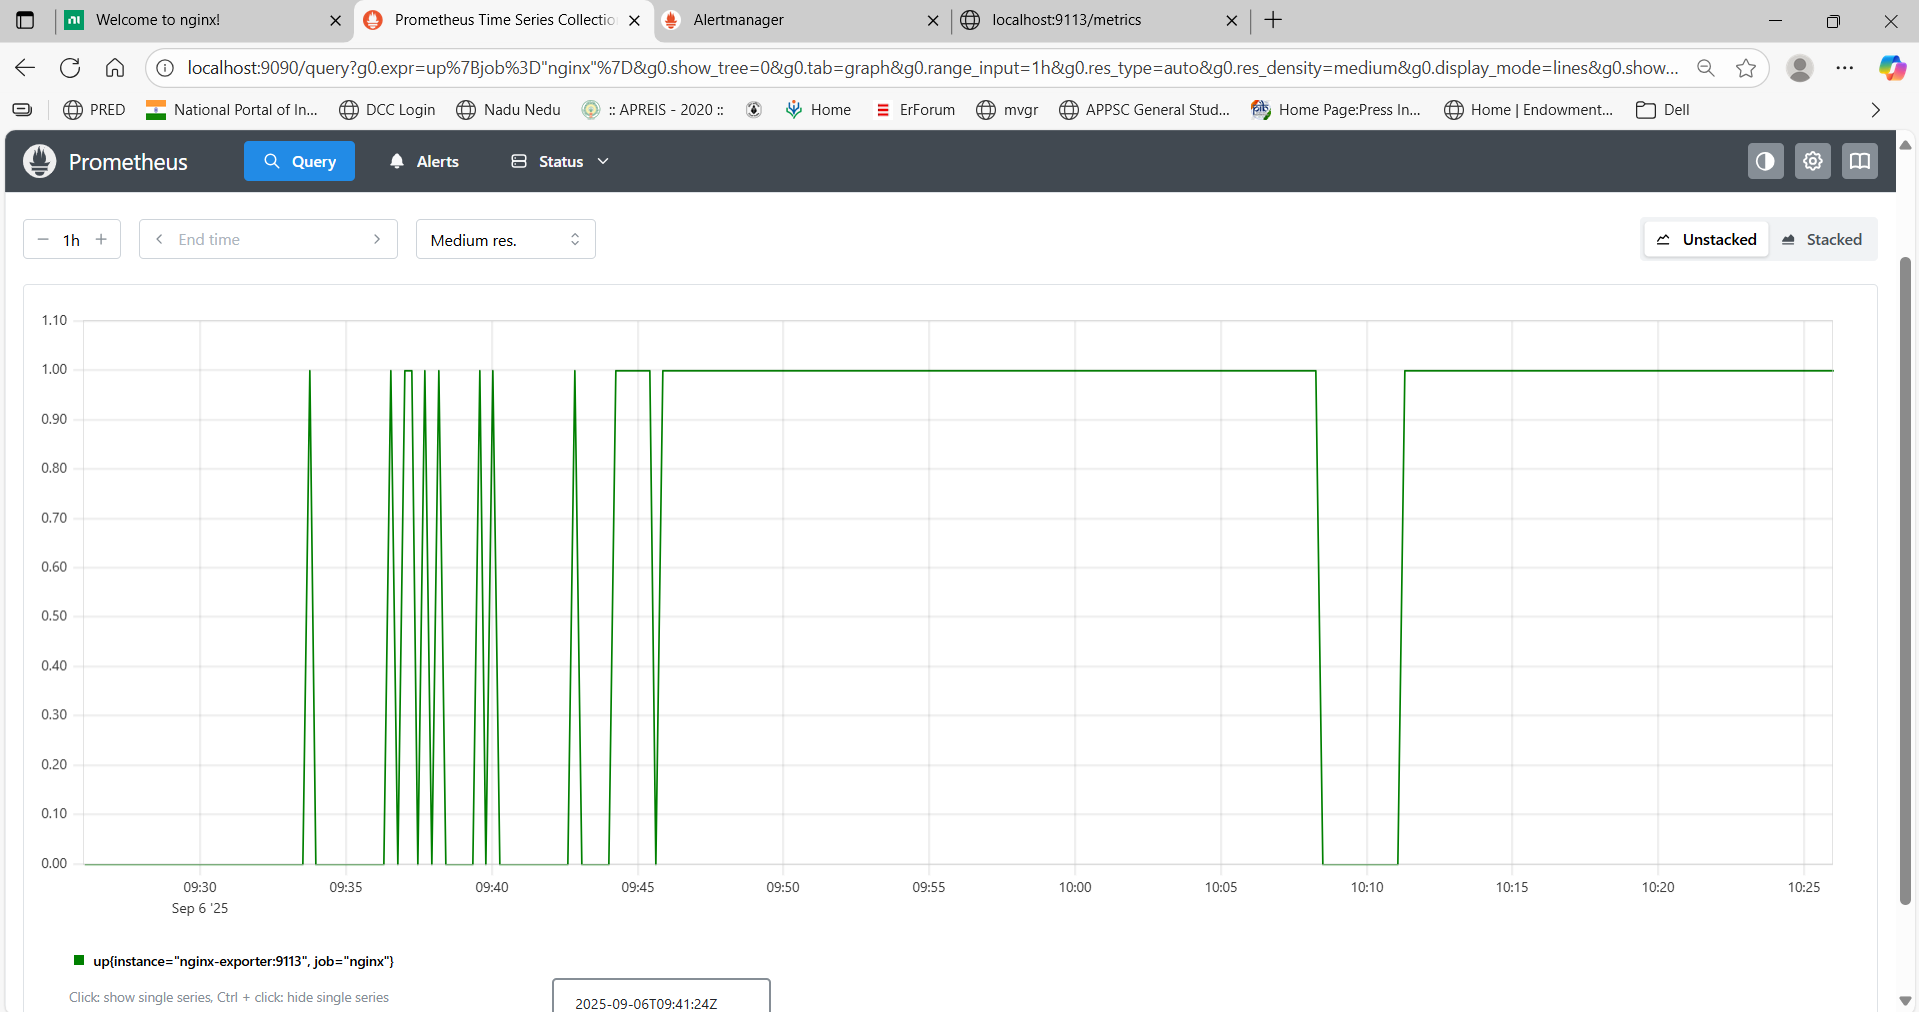 Welcome to nginx! Prometheus Time Series Collectio Alertmanager localhost:9113/metrics
localhost:9090/query?g0.expr=up%7Bjob%3D"nginx"%7D&g0.show_tree=0&g0.tab=graph&g0.range_input=1h&g0.res_type=auto&g0.res_density=medium&g0.display_mode=lines&g0.show...
PRED National Portal of In... DCC Login Nadu Nedu :: APREIS - 2020 :: Home ErForum mvgr APPSC General Stud... Home Page:Press In... Home | Endowment... Dell
Prometheus Query Alerts Status
1h End time Medium res. Unstacked Stacked
1.10
1.00
0.90
0.80
0.70
0.60
0.50
0.40
0.30
0.20
0.10
0.00
09:30 09:35 09:40 09:45 09:50 09:55 10:00 10:05 10:10 10:15 10:20 10:25
Sep 6 '25
up{instance="nginx-exporter:9113", job="nginx"}
Click: show single series, Ctrl + click: hide single series
2025-09-06T09:41:24Z